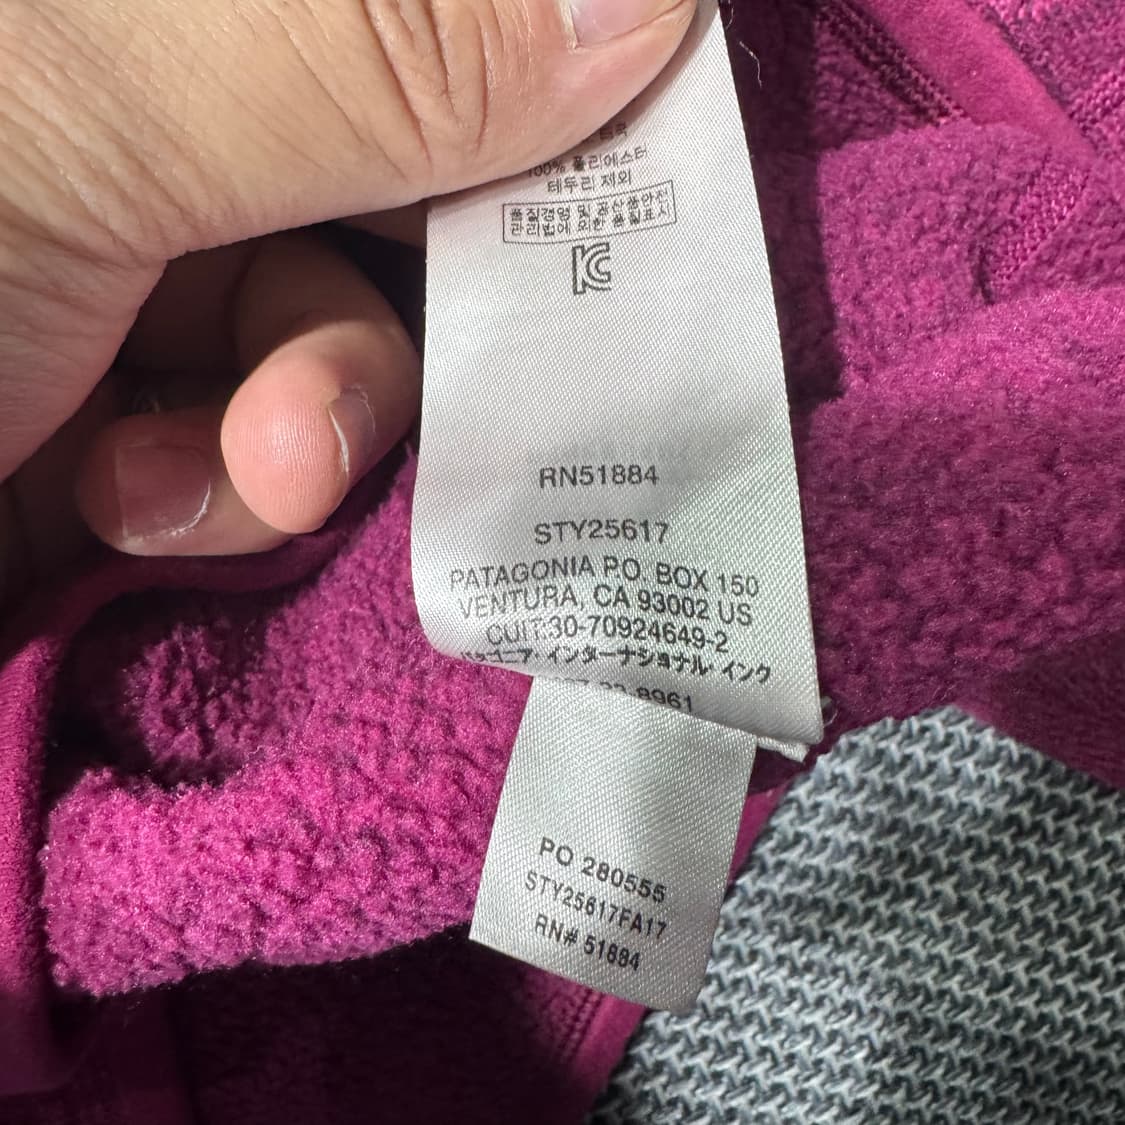 100% 폴리에스터
테두리 제외
품질경영 및 공산품안전
관리법에 의한 품질표시
RN51884
STY25617
PATAGONIA P.O. BOX 150
VENTURA, CA 93002 US
CUIT:30-70924649-2
パタゴニア・インターナショナル・インク
8961
PO 280555
STY25617FA17
RN# 51884